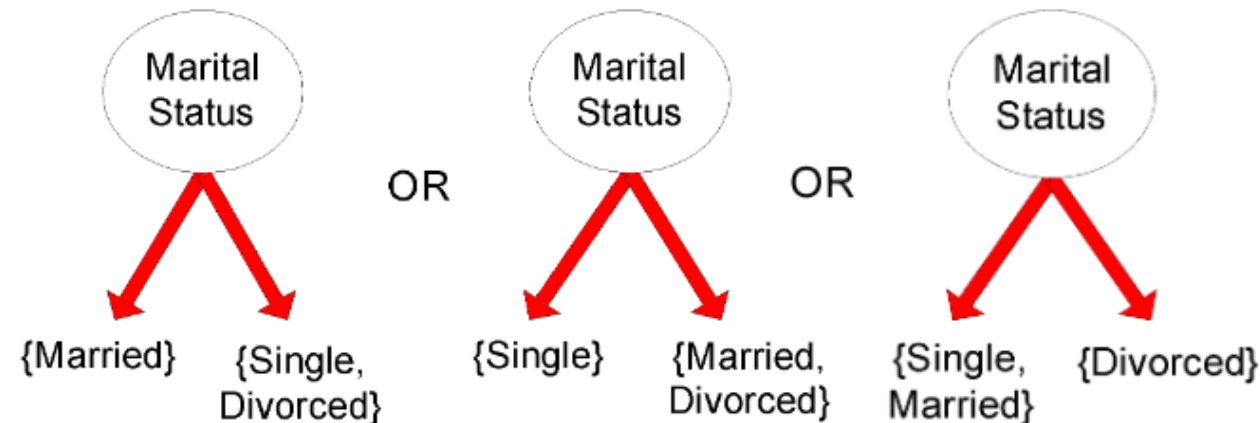 Marital
Status
OR
Marital
Status
OR
Marital
Status
{Married}
{Single,
Divorced}
{Single}
{Married,
Divorced}
{Single,
Married}
{Divorced}